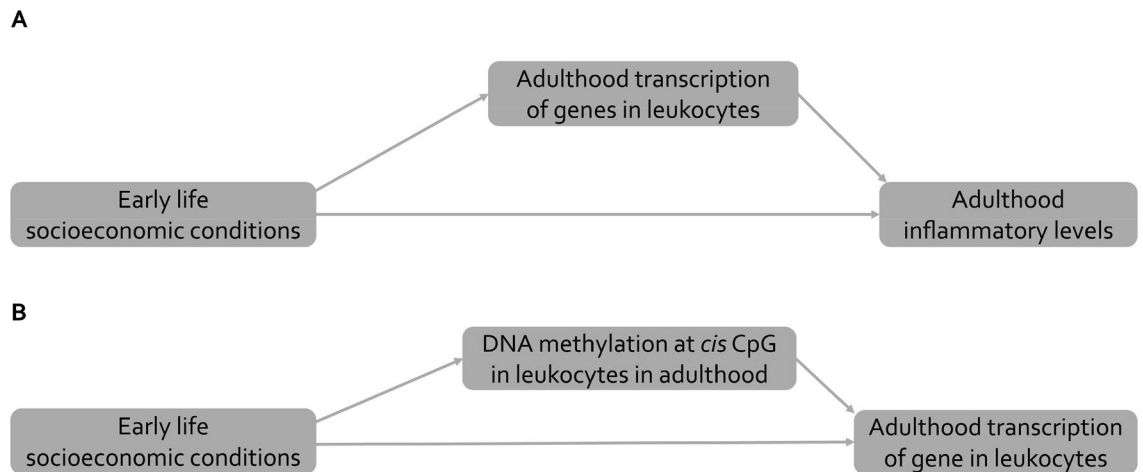 A
Adulthood transcription
of genes in leukocytes
Early life
socioeconomic conditions
Adulthood
inflammatory levels
B
DNA methylation at cis CpG
in leukocytes in adulthood
Early life
socioeconomic conditions
Adulthood transcription
of gene in leukocytes